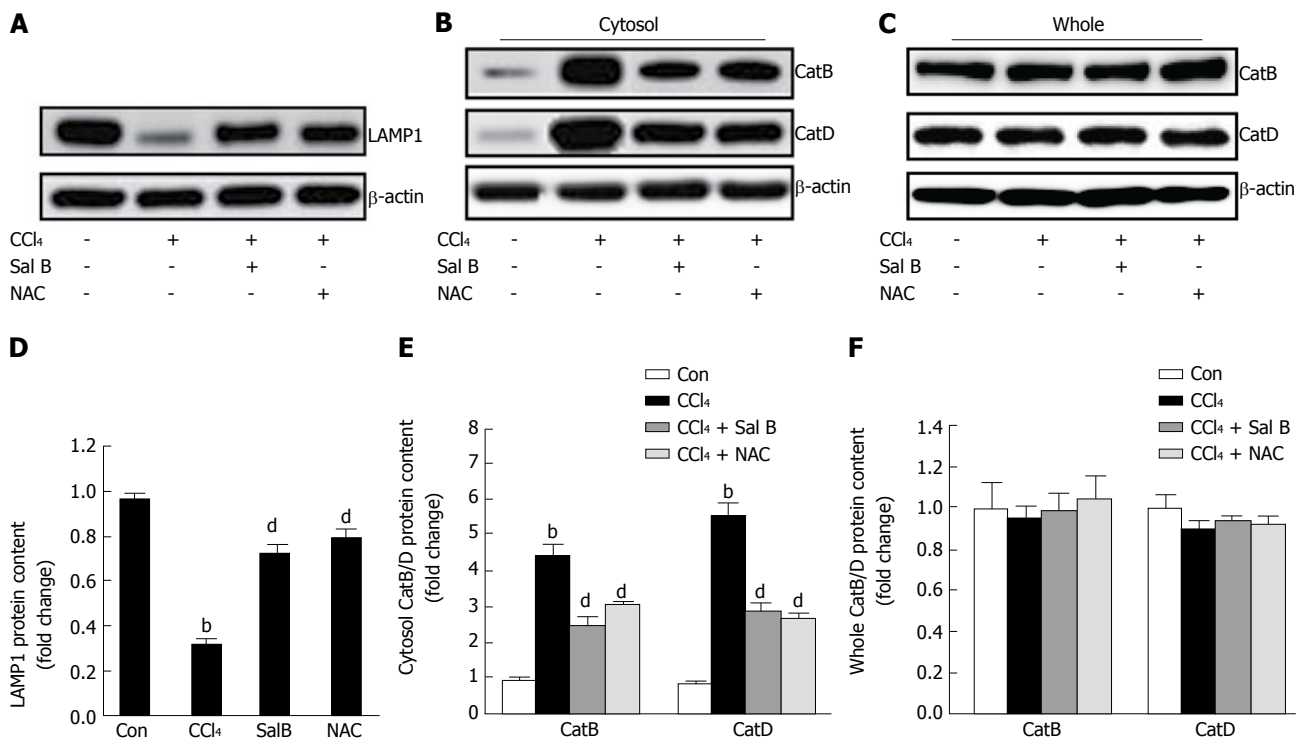 A
LAMP1
β-actin
CCl₄ - + + +
Sal B - - + -
NAC - - - +
B
Cytosol
CatB
CatD
β-actin
CCl₄ - + + +
Sal B - - + -
NAC - - - +
C
Whole
CatB
CatD
β-actin
CCl₄ - + + +
Sal B - - + -
NAC - - - +
D
LAMP1 protein content
(fold change)
1.2
1.0
0.8
0.6
0.4
0.2
0.0
b
d
d
Con CCl₄ SalB NAC
E
Con
CCl₄
CCl₄ + Sal B
CCl₄ + NAC
Cytosol CatB/D protein content
(fold change)
8
7
6
5
4
3
2
1
0
b
d
d
b
d
d
CatB CatD
F
Con
CCl₄
CCl₄ + Sal B
CCl₄ + NAC
Whole CatB/D protein content
(fold change)
1.4
1.2
1.0
0.8
0.6
0.4
0.2
0.0
CatB CatD